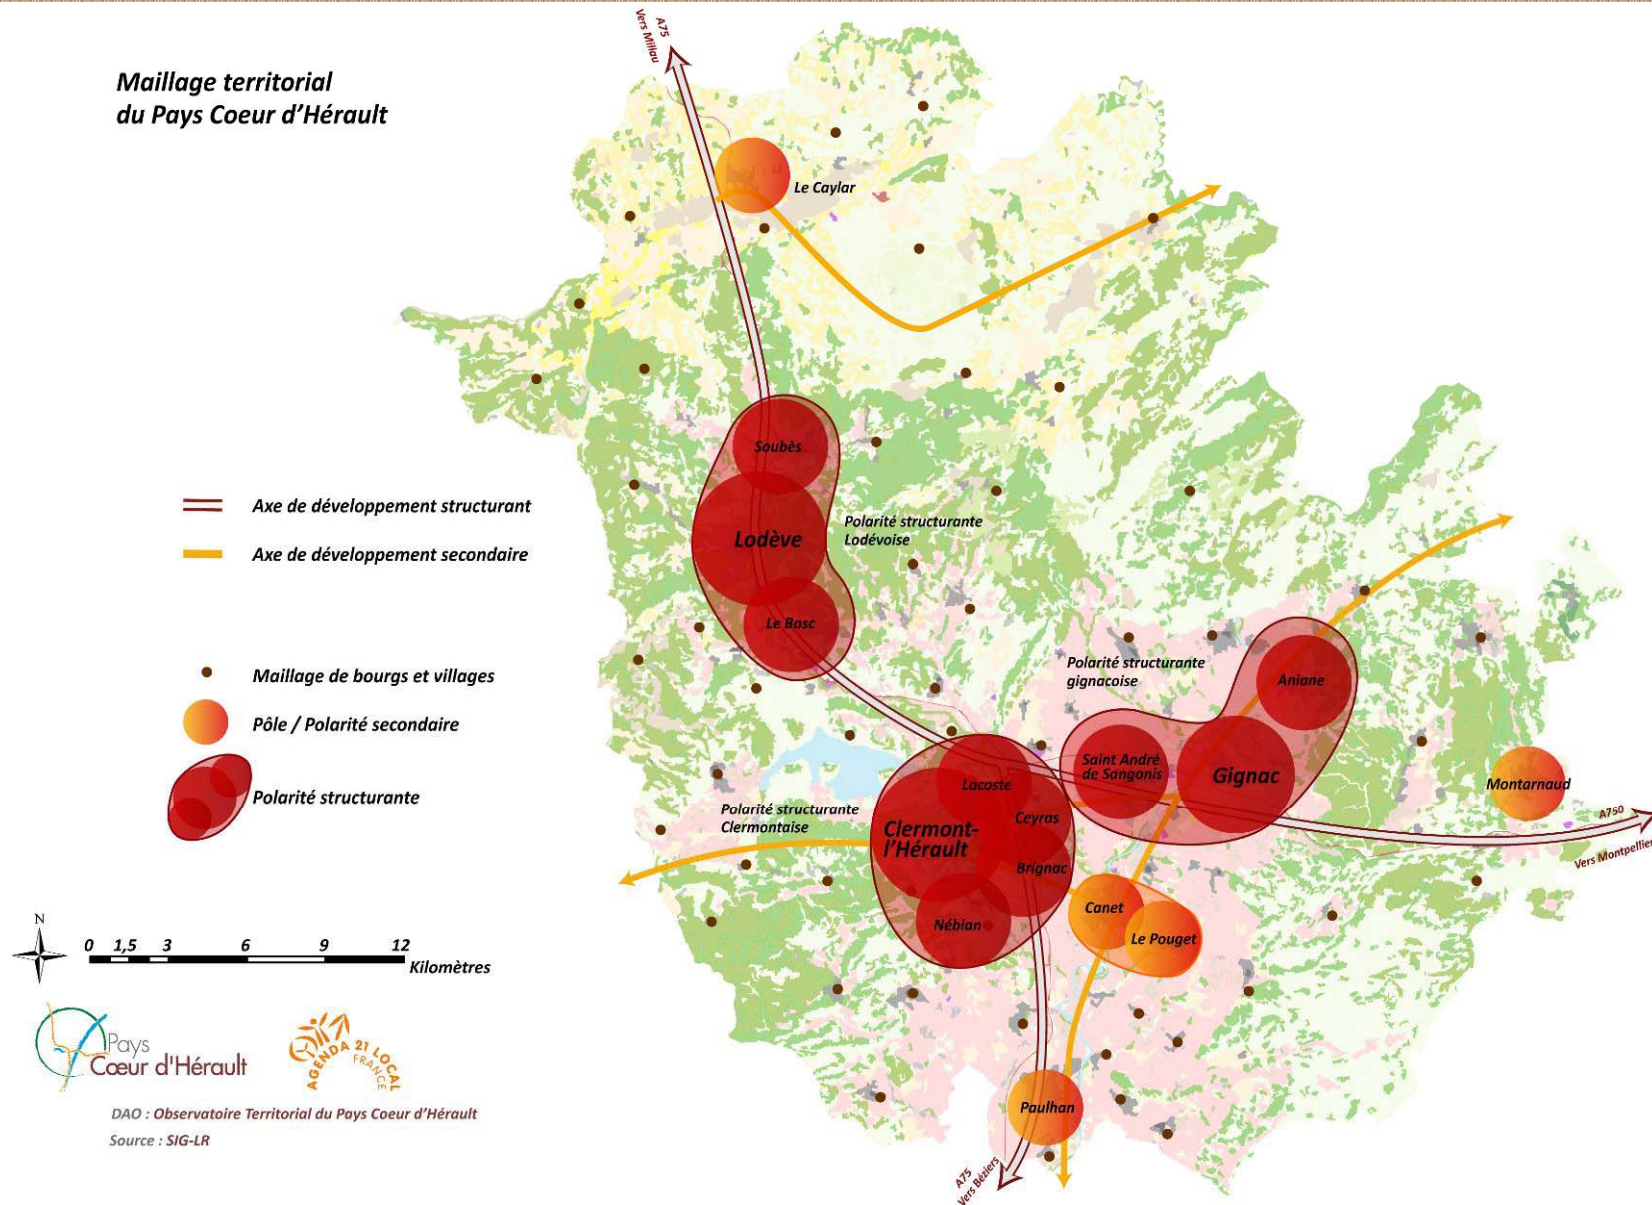 Maillage territorial
du Pays Coeur d'Hérault
A75
Vers Millau
Le Caylar
Soubès
Lodève
Le Bosc
Polarité structurante
Lodévoise
Axe de développement structurant
Axe de développement secondaire
Maillage de bourgs et villages
Pôle / Polarité secondaire
Polarité structurante
Polarité structurante
gignacoise
Aniane
Saint André
de Sangonis
Gignac
Montarnaud
A750
Vers Montpellier
Lacoste
Polarité structurante
Clermontaise
Clermont-
l'Hérault
Ceyras
Brignac
Nébian
Canet
Le Pouget
Paulhan
A75
Vers Béziers
N
0 1,5 3 6 9 12
Kilomètres
Pays
Cœur d'Hérault
AGENDA 21 LOCAL
FRANCE
DAO : Observatoire Territorial du Pays Coeur d'Hérault
Source : SIG-LR